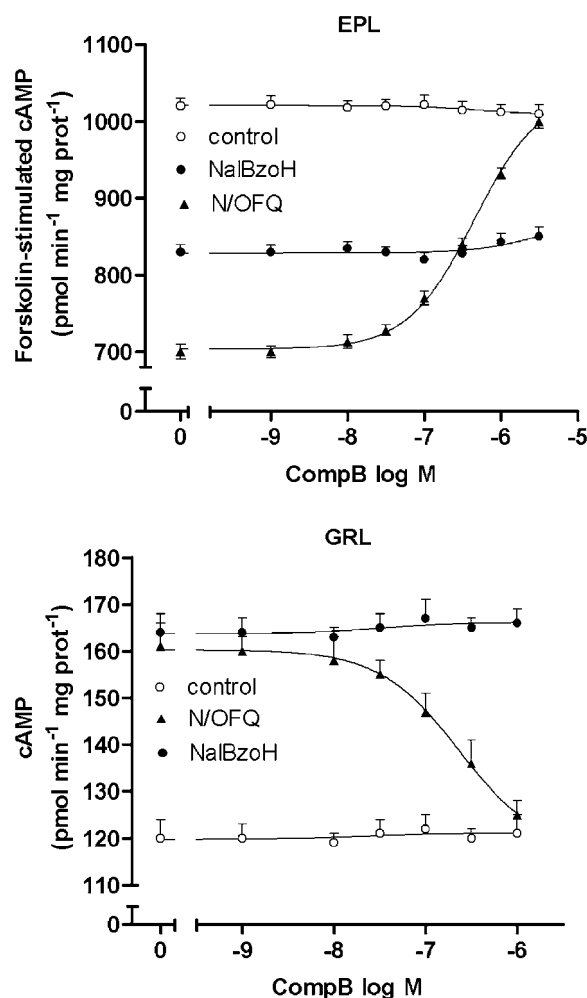 EPL
Forskolin-stimulated cAMP
(pmol min⁻¹ mg prot⁻¹)
1100
1000
900
800
700
0
control
NalBzoH
N/OFQ
0 -9 -8 -7 -6 -5
CompB log M
GRL
cAMP
(pmol min⁻¹ mg prot⁻¹)
180
170
160
150
140
130
120
110
0
control
N/OFQ
NalBzoH
0 -9 -8 -7 -6
CompB log M